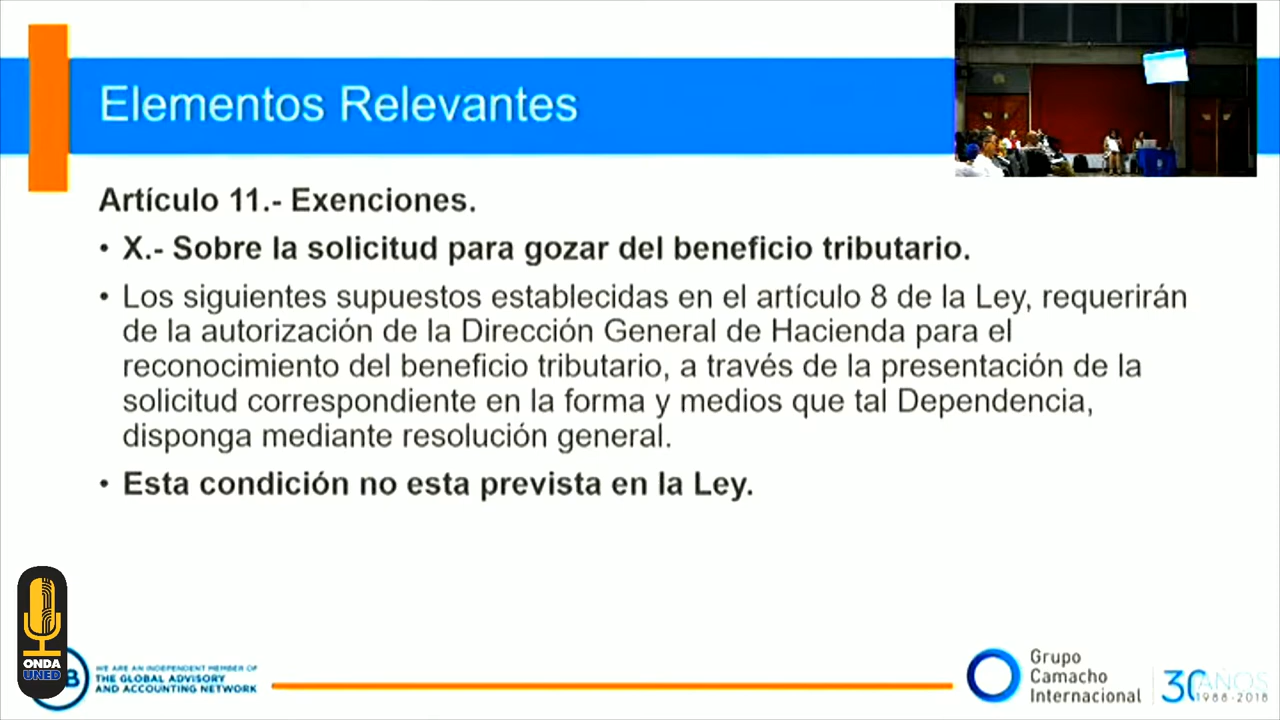 Elementos Relevantes
Artículo 11.- Exenciones.
• X.- Sobre la solicitud para gozar del beneficio tributario.
• Los siguientes supuestos establecidas en el artículo 8 de la Ley, requerirán
de la autorización de la Dirección General de Hacienda para el
reconocimiento del beneficio tributario, a través de la presentación de la
solicitud correspondiente en la forma y medios que tal Dependencia,
disponga mediante resolución general.
• Esta condición no esta prevista en la Ley.
ONDA
UNED
B
WE ARE AN INDEPENDENT MEMBER OF
THE GLOBAL ADVISORY
AND ACCOUNTING NETWORK
Grupo
Camacho
Internacional
30 AÑOS
1988-2018